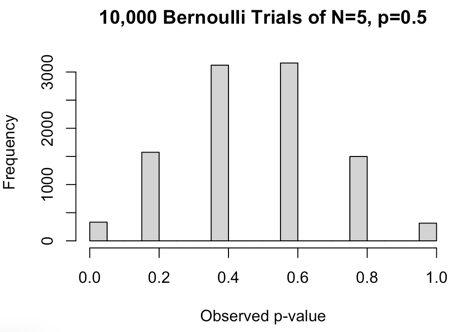 10,000 Bernoulli Trials of N=5, p=0.5
Frequency
3000
2000
1000
0
0.0 0.2 0.4 0.6 0.8 1.0
Observed p-value